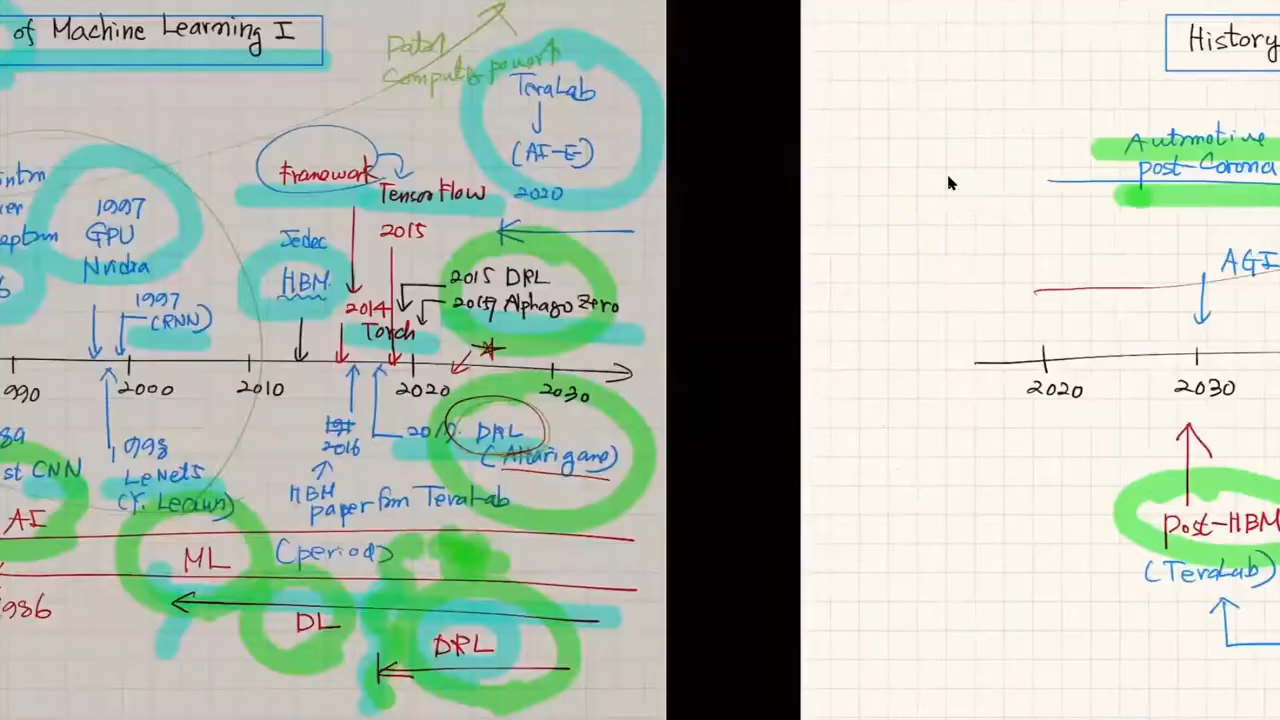 of Machine Learning I
Data↑
Computer power↑
TeraLab
↓
(AI-E)
2020
Framework
TensorFlow
2015
1997
GPU
Nvidia
Jedec
HBM
2014
Torch
2015 DRL
2017 Alphago Zero
1997
(RNN)
990
2000
2010
2020
2030
89
st CNN
1998
LeNet5
(Y. Lecun)
2016
HBM
paper from TeraLab
DRL
AI
ML
(period)
1986
DL
DRL
History
Automotive
post-Corona
AGI
2020
2030
Post-HBM
(TeraLab)